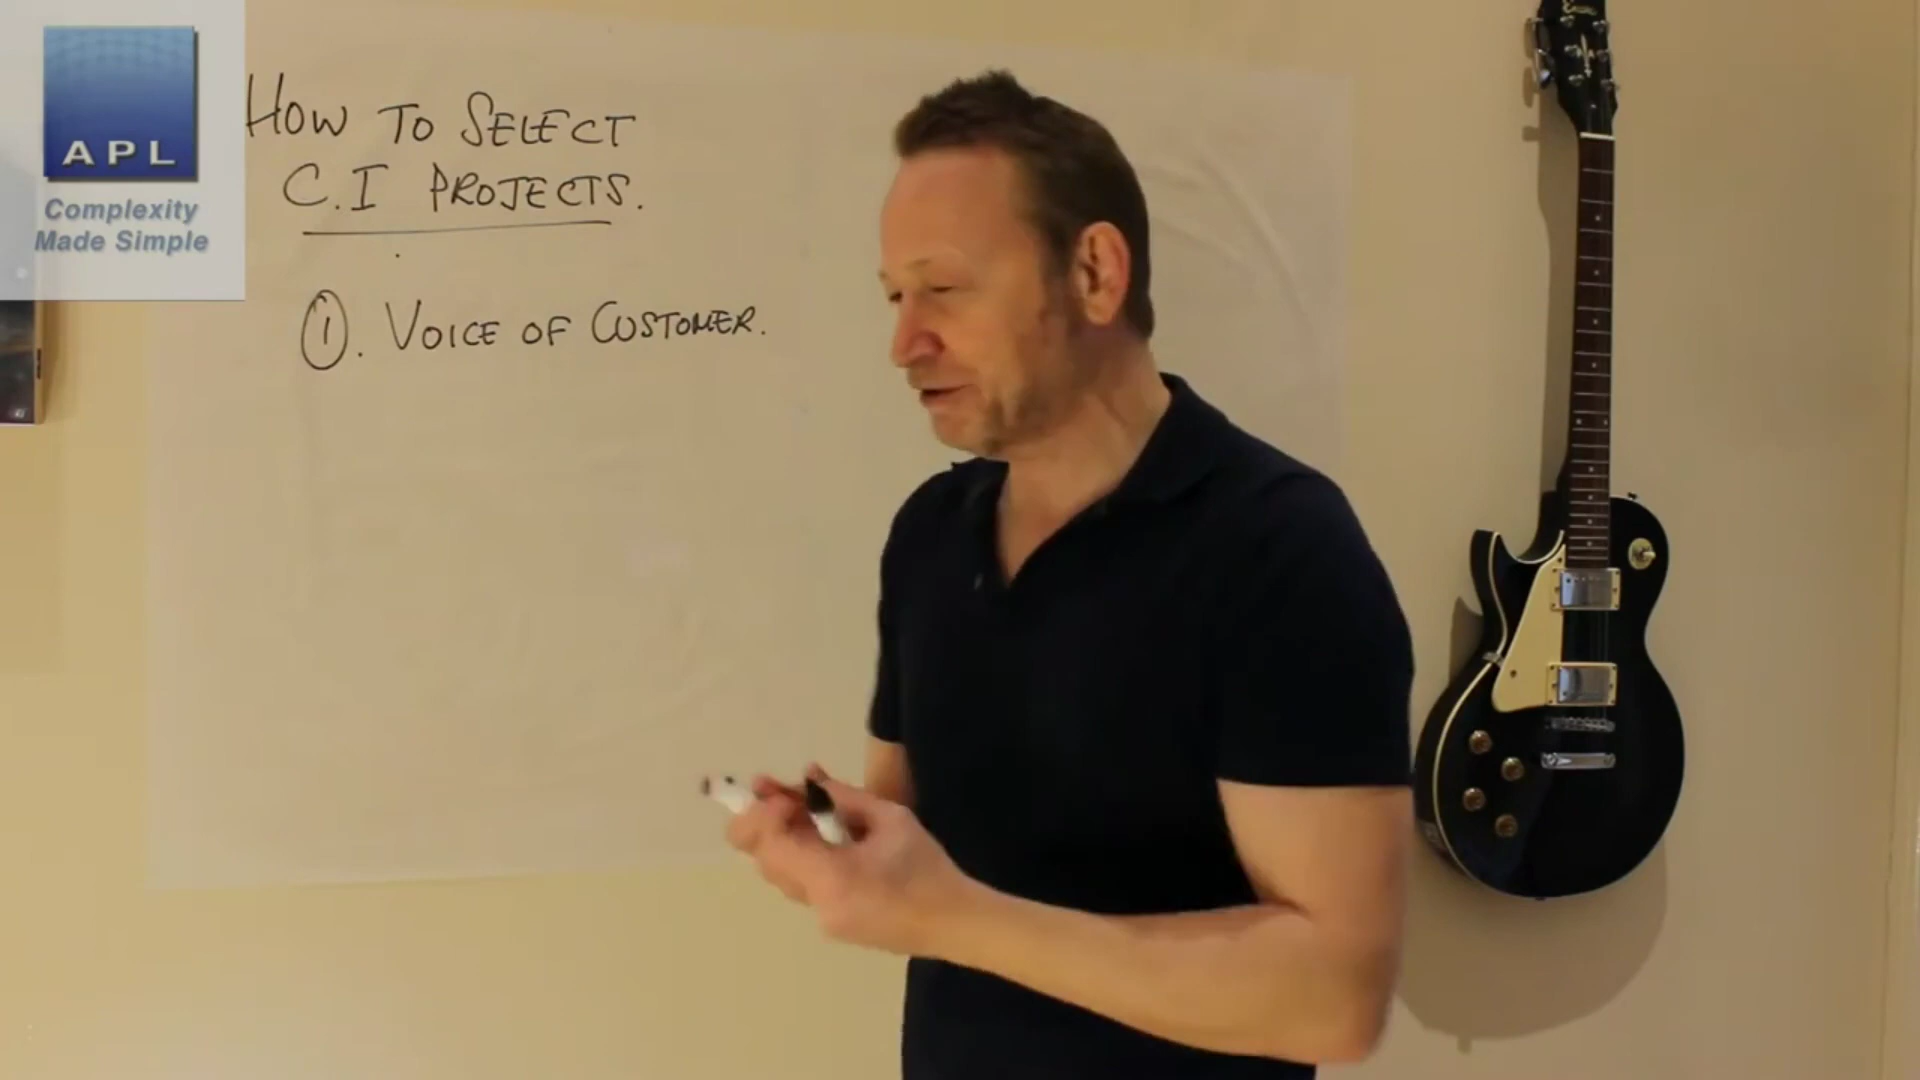 APL
Complexity
Made Simple
HOW TO SELECT
C.I PROJECTS.
1. VOICE OF CUSTOMER.